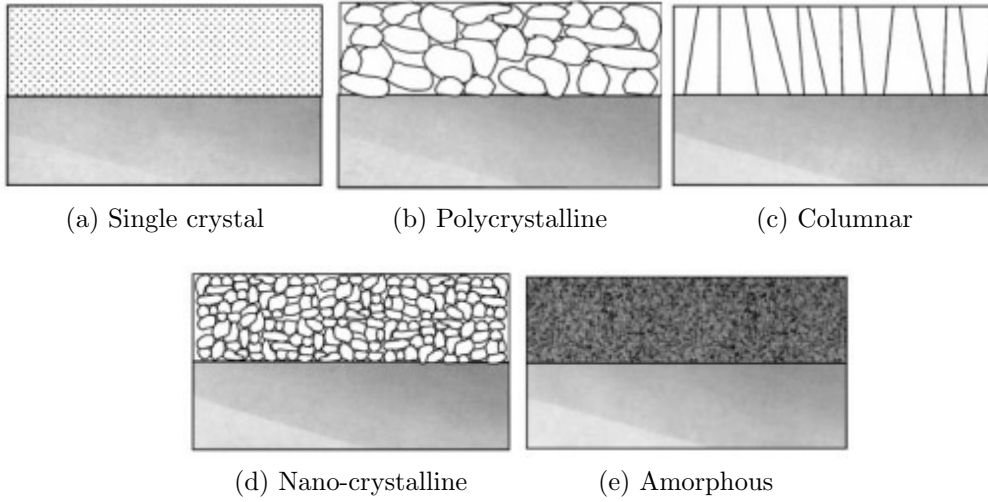 (a) Single crystal
(b) Polycrystalline
(c) Columnar
(d) Nano-crystalline
(e) Amorphous